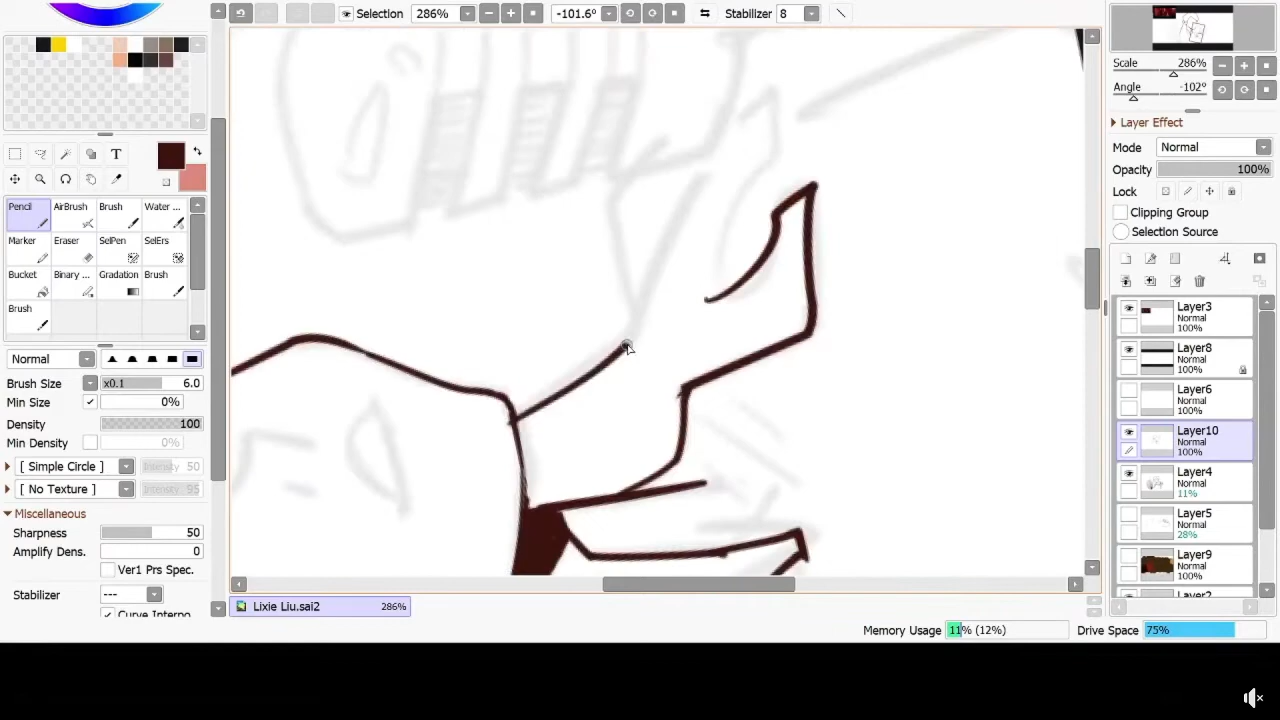 Selection 286% -101.6° Stabilizer 8
T
Pencil AirBrush Brush Water ...
Marker Eraser SelPen SelErs
Bucket Binary ... Gradation Brush
Brush
Normal
Brush Size x0.1 6.0
Min Size 0%
Density 100
Min Density 0%
[ Simple Circle ] Intensity 50
[ No Texture ] Intensity 95
Miscellaneous
Sharpness 50
Amplify Dens. 0
Ver1 Prs Spec.
Stabilizer ---
Curve Interpo
Lixie Liu.sai2 286%
Memory Usage 11% (12%) Drive Space 75%
Scale 286%
Angle -102°
Layer Effect
Mode Normal
Opacity 100%
Lock
Clipping Group
Selection Source
Layer3
Normal
100%
Layer8
Normal
100%
Layer6
Normal
100%
Layer10
Normal
100%
Layer4
Normal
11%
Layer5
Normal
28%
Layer9
Normal
100%
Layer2